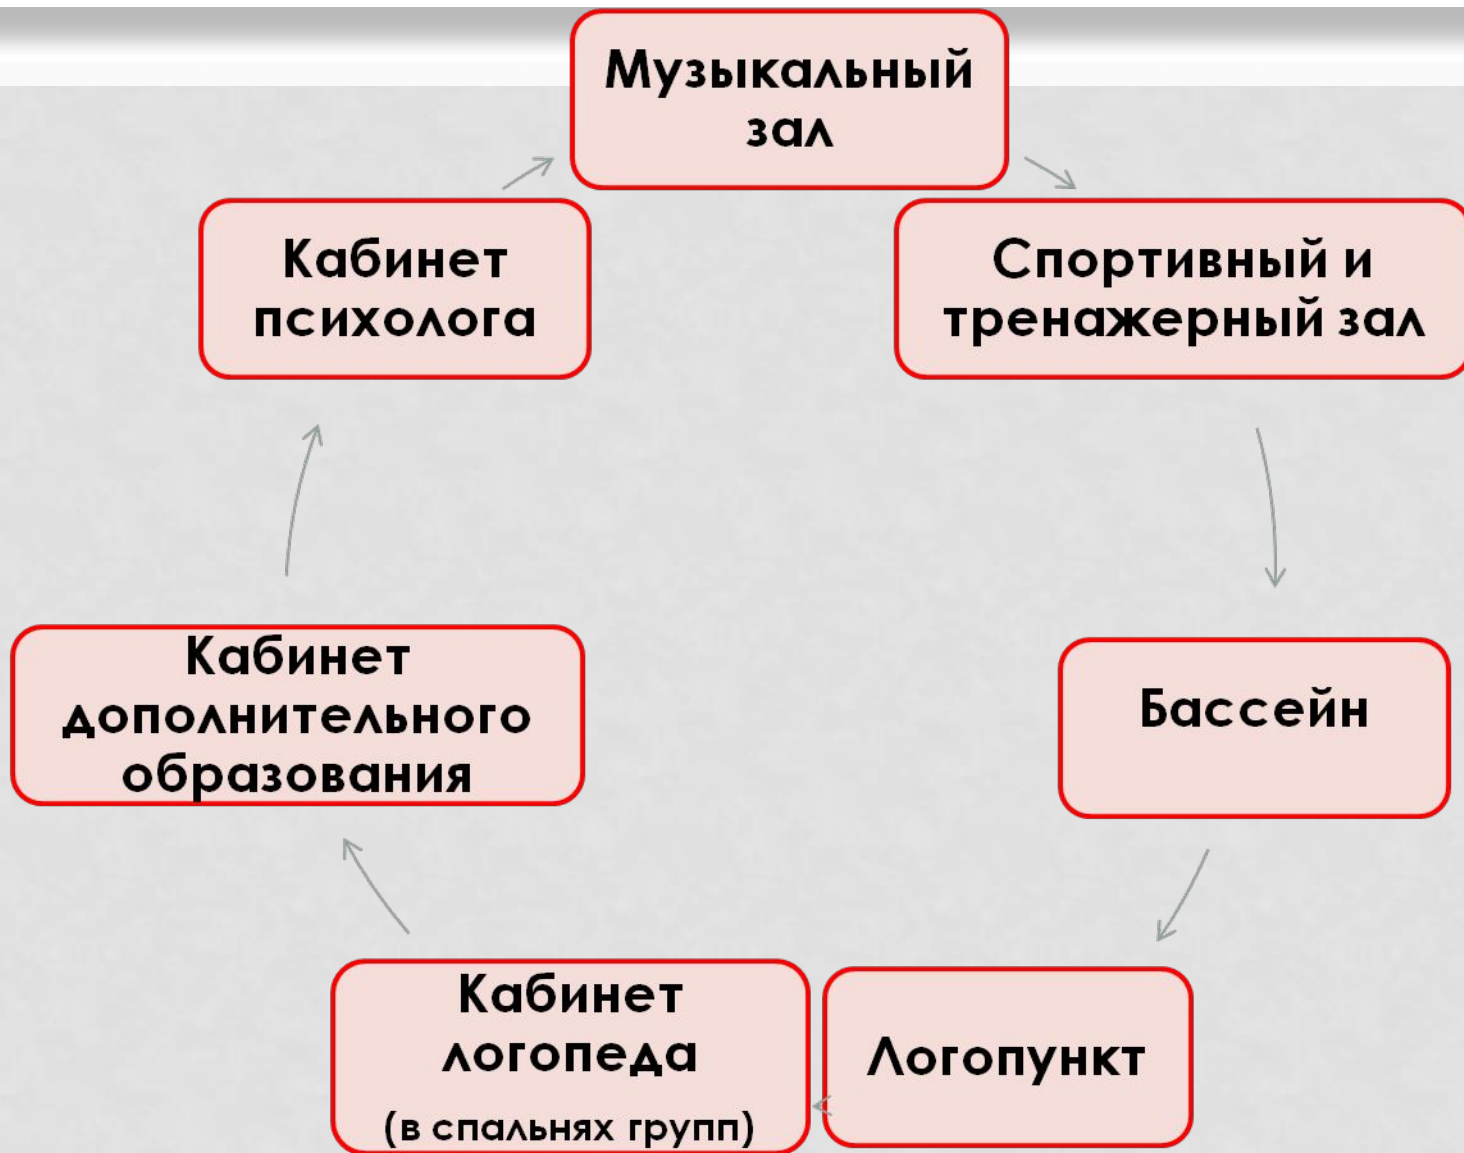 Музыкальный
зал
Спортивный и
тренажерный зал
Бассейн
Логопункт
Кабинет
логопеда
(в спальнях групп)
Кабинет
дополнительного
образования
Кабинет
психолога